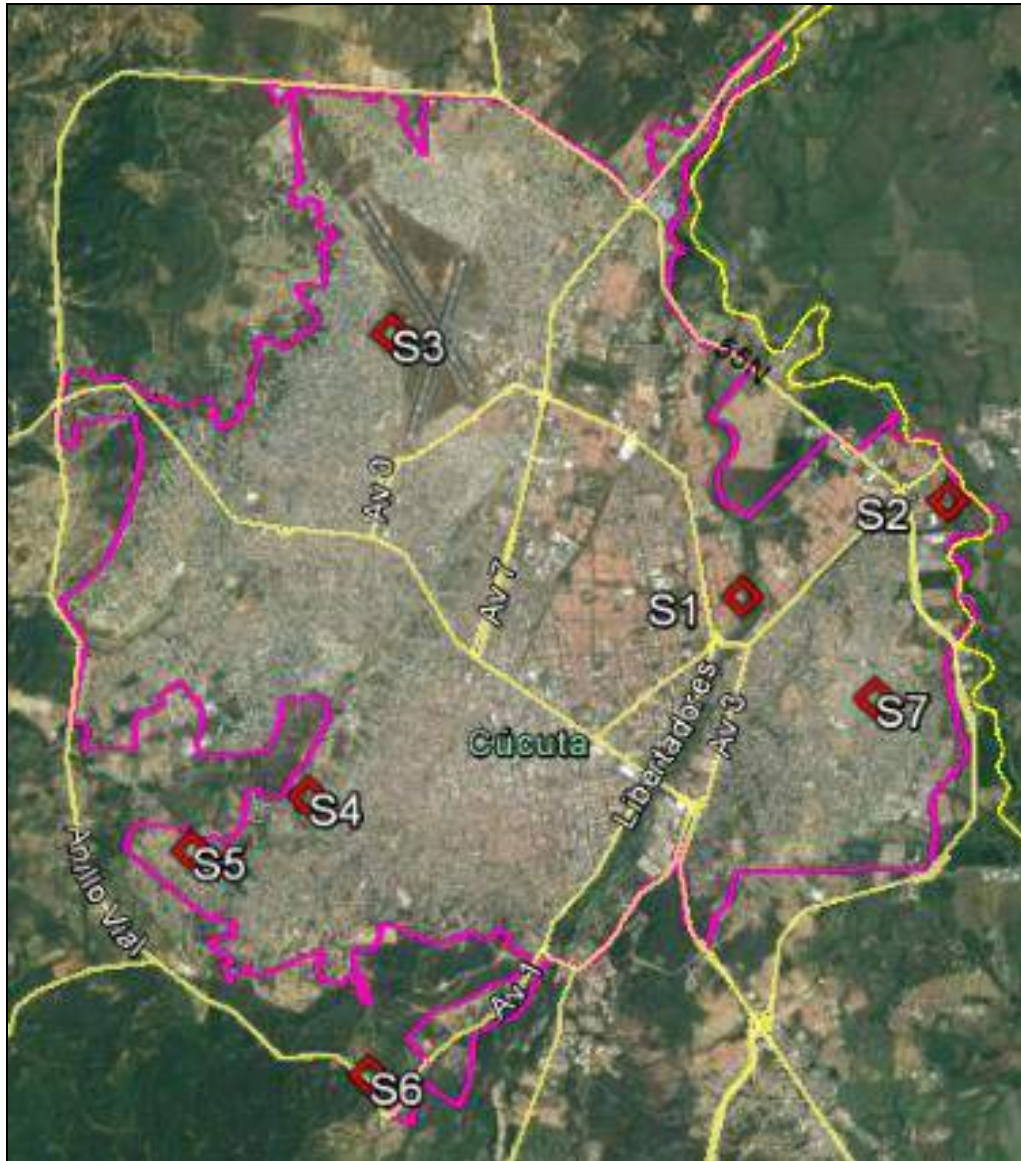 S3
55N
Av 0
S2
Av 7
S1
Libertadores
S7
Av 3
Cúcuta
S4
S5
Anillo Vial
Av 1
S6